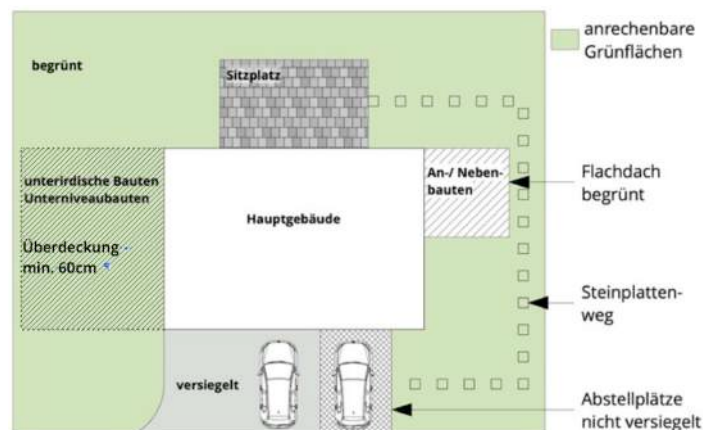 anrechenbare
Grünflächen
begrünt
Sitzplatz
unterirdische Bauten
Unterniveaubauten
An-/ Neben-
bauten
Flachdach
begrünt
Hauptgebäude
Überdeckung
min. 60cm
Steinplatten-
weg
versiegelt
Abstellplätze
nicht versiegelt